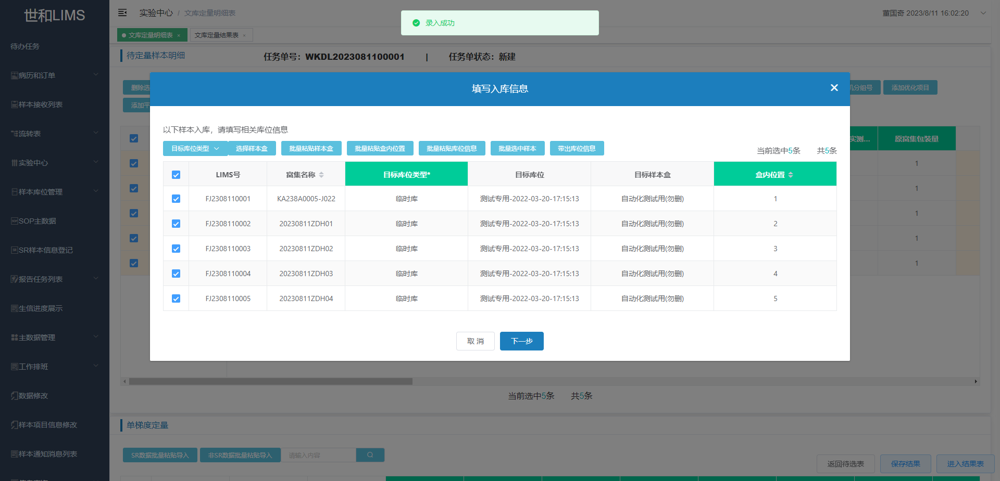 世和LIMS
实验中心 / 文库定量明细表
录入成功
董国奇 2023/8/11 16:02:20
文库定量明细表 ×
文库定量结果表 ×
待办任务
病历和订单
样本接收列表
流转表
实验中心
样本库位管理
SOP主数据
SR样本信息登记
报告任务列表
生信进度展示
主数据管理
工作排班
数据修改
样本项目信息修改
样本通知消息列表
待定量样本明细
任务单号：WKDL2023081100001 | 任务单状态：新建
删除选
分组号
添加优化项目
添加平
填写入库信息
以下样本入库，请填写相关库位信息
目标库位类型 选择样本盒 批量粘贴样本盒 批量粘贴盒内位置 批量粘贴库位信息 批量选中样本 带出库位信息
当前选中5条 共5条
LIMS号 富集名称 目标库位类型* 目标库位 目标样本盒 盒内位置
FJ2308110001 KA238A0005-J022 临时库 测试专用-2022-03-20-17:15:13 自动化测试用(勿删) 1
FJ2308110002 20230811ZDH01 临时库 测试专用-2022-03-20-17:15:13 自动化测试用(勿删) 2
FJ2308110003 20230811ZDH02 临时库 测试专用-2022-03-20-17:15:13 自动化测试用(勿删) 3
FJ2308110004 20230811ZDH03 临时库 测试专用-2022-03-20-17:15:13 自动化测试用(勿删) 4
FJ2308110005 20230811ZDH04 临时库 测试专用-2022-03-20-17:15:13 自动化测试用(勿删) 5
取 消 下一步
实测... 原富集包装量
1
1
1
1
1
当前选中5条 共5条
单梯度定量
SR数据批量粘贴导入 非SR数据批量粘贴导入 请输入内容
返回待选表 保存结果 进入结果表